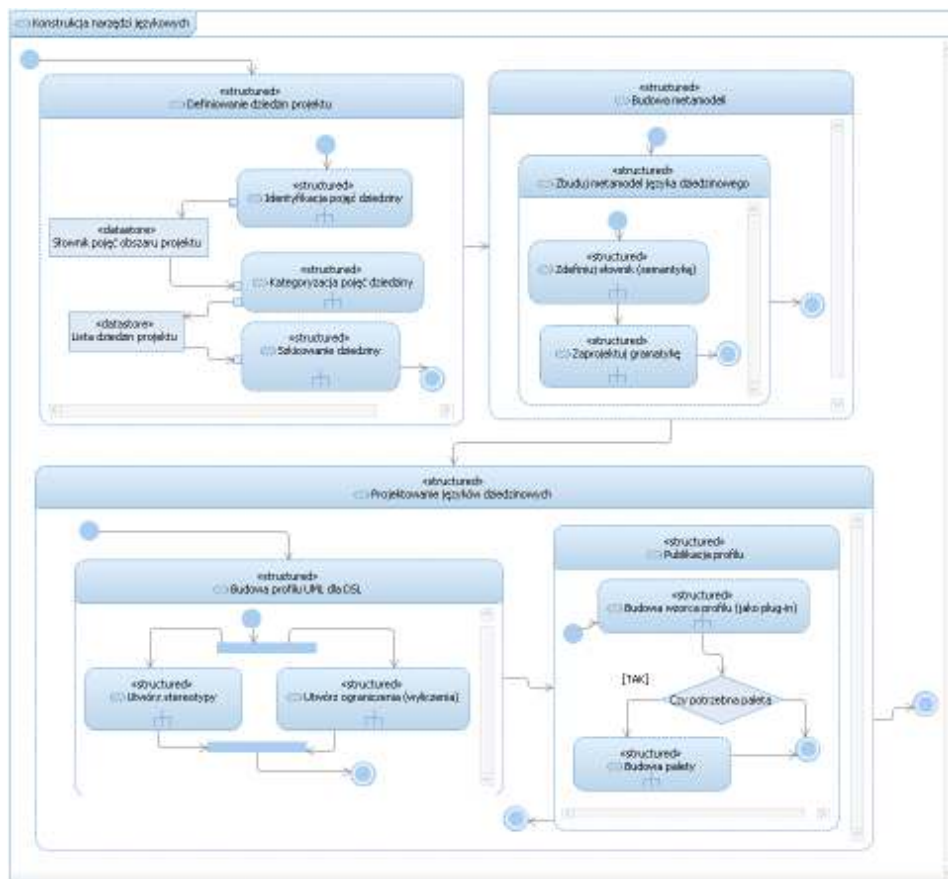 Konstrukcja narzędzi językowych
«structured»
Definiowanie dziedzin projektu
«structured»
Identyfikacja pojęć dziedziny
«datastore»
Słownik pojęć obszaru projektu
«structured»
Kategoryzacja pojęć dziedziny
«datastore»
Lista dziedzin projektu
«structured»
Szkicowanie dziedziny
«structured»
Budowa metamodeli
«structured»
Zbuduj metamodel języka dziedzinowego
«structured»
Zdefiniuj słownik (semantykę)
«structured»
Zaprojektuj gramatykę
«structured»
Projektowanie języków dziedzinowych
«structured»
Budowa profilu UML dla DSL
«structured»
Utwórz stereotypy
«structured»
Utwórz ograniczenia (wyliczenia)
«structured»
Publikacja profilu
«structured»
Budowa wzorca profilu (jako plug-in)
[TAK]
Czy potrzebna paleta
«structured»
Budowa palety